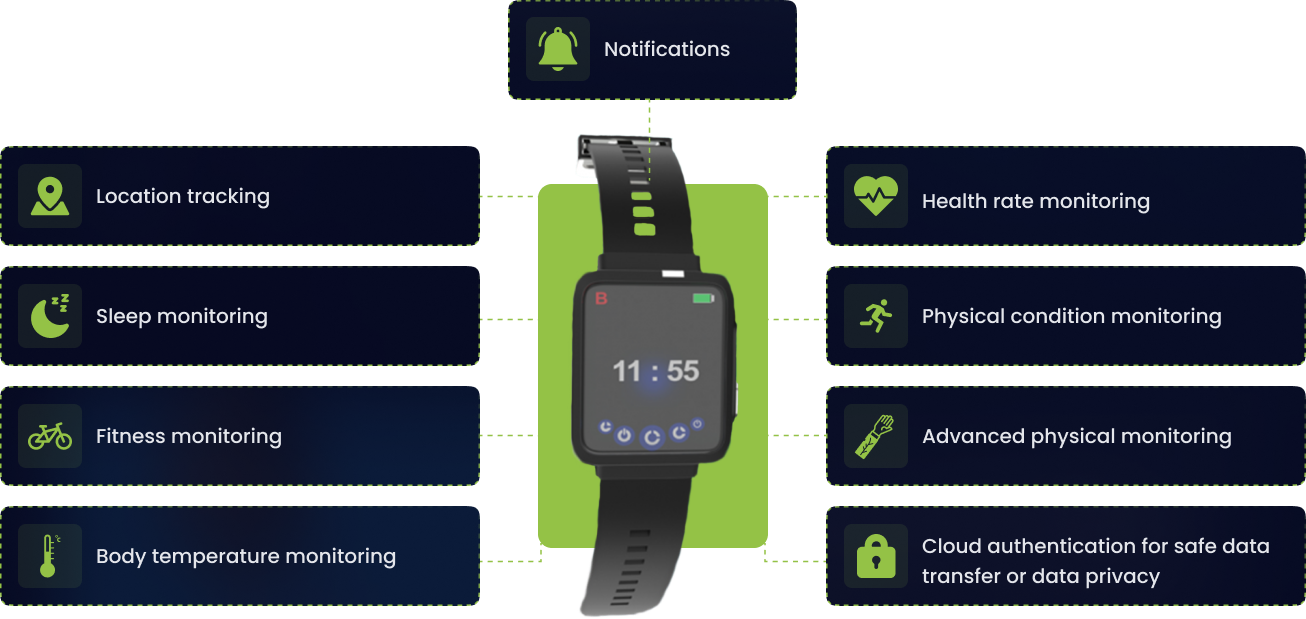 Notifications
Location tracking
Sleep monitoring
Fitness monitoring
Body temperature monitoring
B
11 : 55
Health rate monitoring
Physical condition monitoring
Advanced physical monitoring
Cloud authentication for safe data
transfer or data privacy